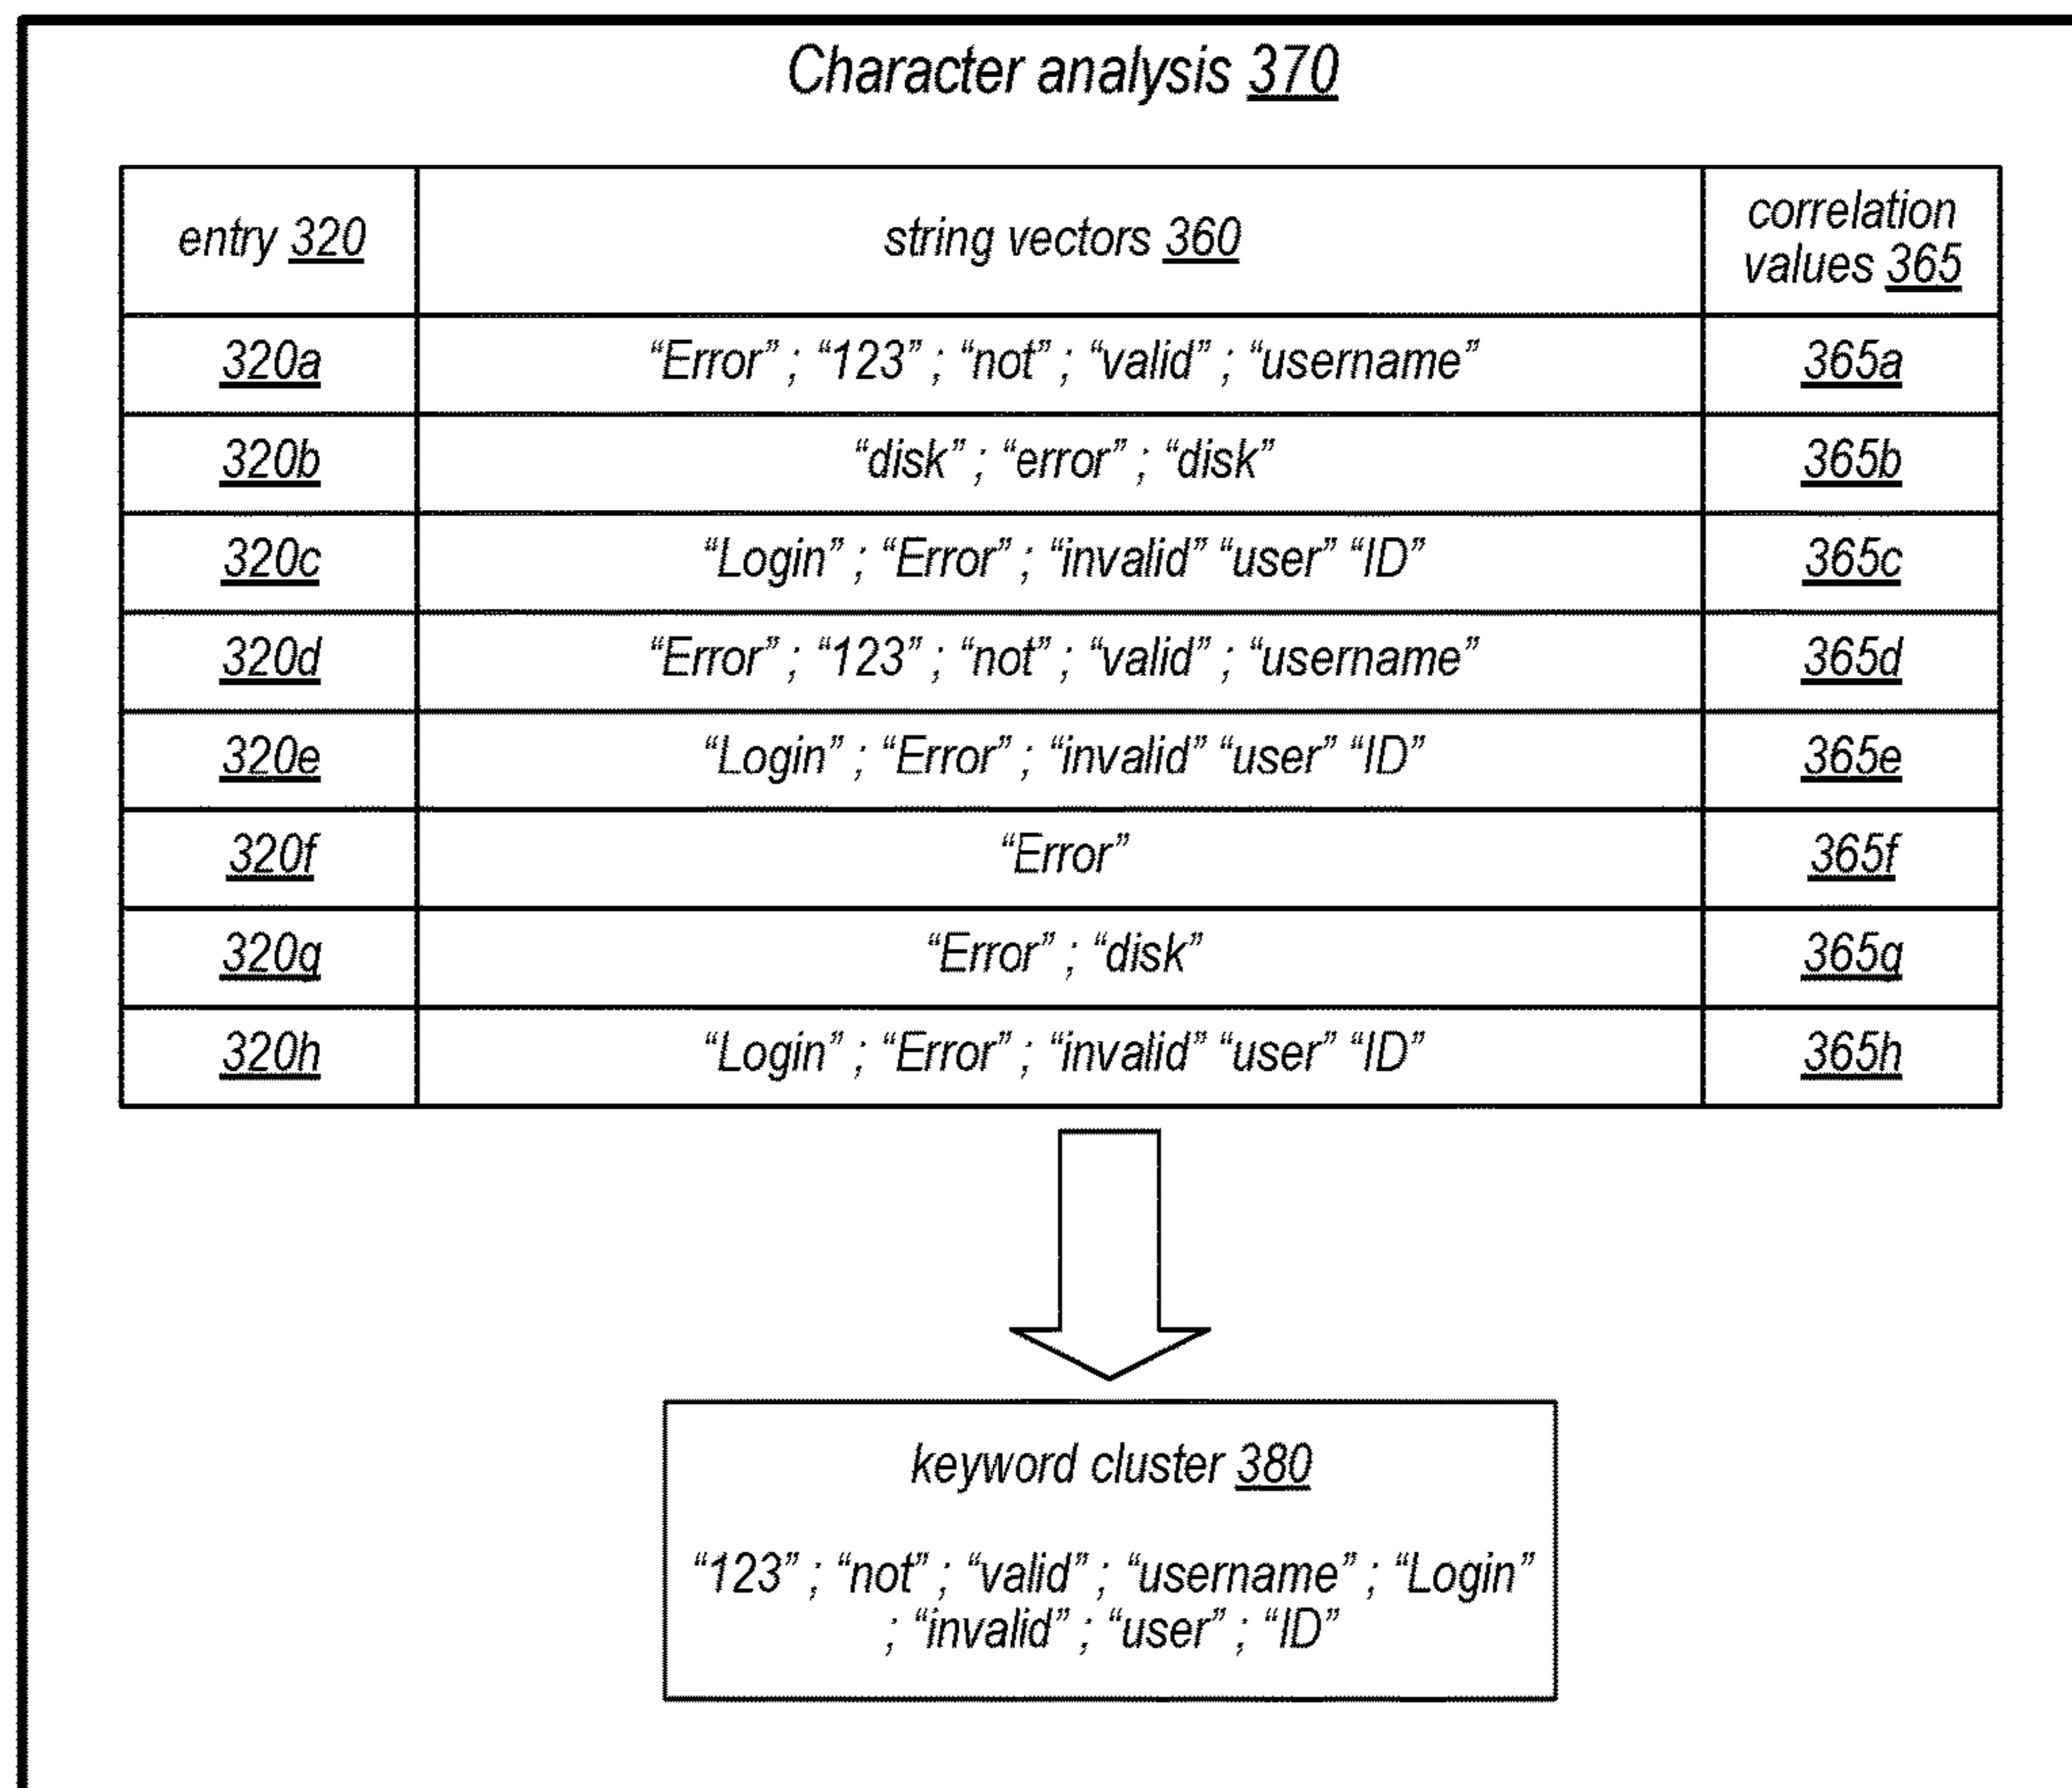 Character analysis 370
entry 320
string vectors 360
correlation
values 365
320a
“Error” ; “123” ; “not” ; “valid” ; “username”
365a
320b
“disk” ; “error” ; “disk”
365b
320c
“Login” ; “Error” ; “invalid” “user” “ID”
365c
320d
“Error” ; “123” ; “not” ; “valid” ; “username”
365d
320e
“Login” ; “Error” ; “invalid” “user” “ID”
365e
320f
“Error”
365f
320g
“Error” ; “disk”
365g
320h
“Login” ; “Error” ; “invalid” “user” “ID”
365h
keyword cluster 380
“123” ; “not” ; “valid” ; “username” ; “Login”
; “invalid” ; “user” ; “ID”